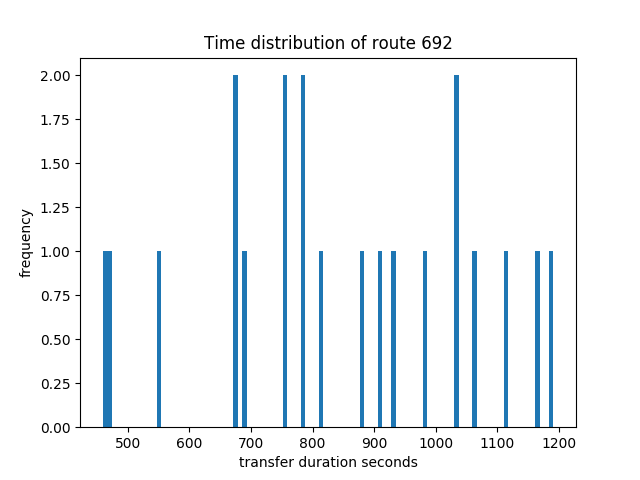 Time distribution of route 692
2.00
1.75
1.50
1.25
1.00
0.75
0.50
0.25
0.00
frequency
500 600 700 800 900 1000 1100 1200
transfer duration seconds